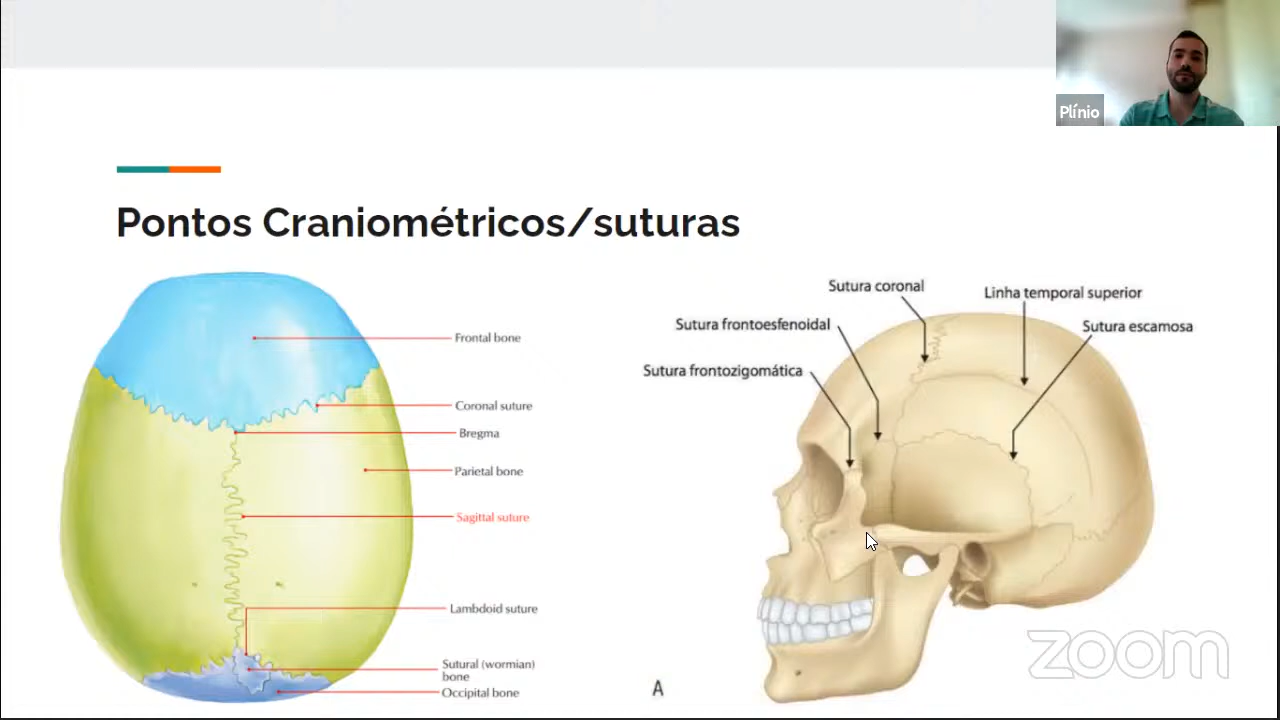 Plínio
Pontos Craniométricos/suturas
Frontal bone
Coronal suture
Bregma
Parietal bone
Sagittal suture
Lambdoid suture
Sutural (wormian)
bone
Occipital bone
Sutura coronal
Linha temporal superior
Sutura frontoesfenoidal
Sutura escamosa
Sutura frontozigomática
A
zoom